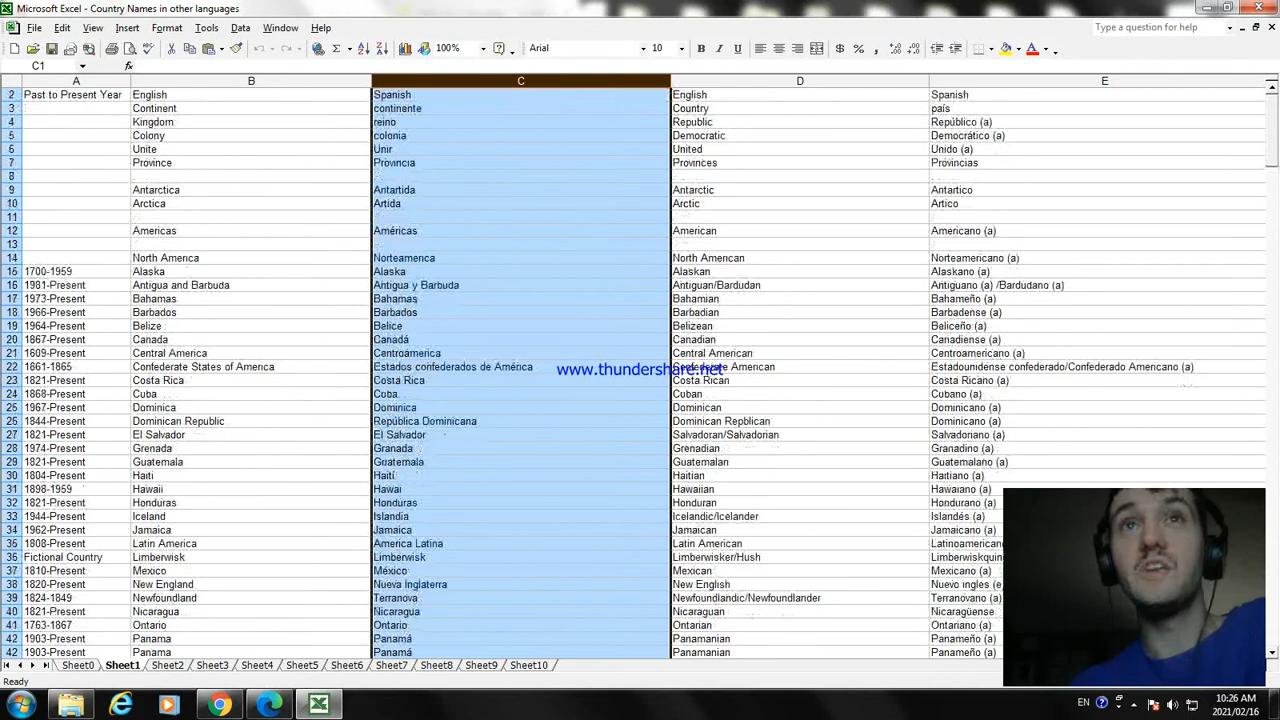 Microsoft Excel - Country Names in other languages
File Edit View Insert Format Tools Data Window Help Type a question for help
100% Arial 10 B I U
C1 fx
A B C D E
2 Past to Present Year English Spanish English Spanish
3 Continent continente Country país
4 Kingdom reino Republic Repúblico (a)
5 Colony colonia Democratic Democrático (a)
6 Unite Unir United Unido (a)
7 Province Provincia Provinces Provincias
8
9 Antarctica Antartida Antarctic Antartico
10 Arctica Artida Arctic Artico
11
12 Americas Américas American Americano (a)
13
14 North America Norteamerica North American Norteamericano (a)
15 1700-1959 Alaska Alaska Alaskan Alaskano (a)
16 1981-Present Antigua and Barbuda Antigua y Barbuda Antiguan/Bardudan Antiguano (a) /Bardudano (a)
17 1973-Present Bahamas Bahamas Bahamian Bahameño (a)
18 1966-Present Barbados Barbados Barbadian Barbadense (a)
19 1964-Present Belize Belice Belizean Beliceño (a)
20 1867-Present Canada Canadá Canadian Canadiense (a)
21 1609-Present Central America Centroámerica Central American Centroamericano (a)
22 1861-1865 Confederate States of America Estados confederados de América Confederate American Estadounidense confederado/Confederado Americano (a)
www.thundershare.net
23 1821-Present Costa Rica Costa Rica Costa Rican Costa Ricano (a)
24 1868-Present Cuba Cuba Cuban Cubano (a)
25 1967-Present Dominica Dominica Dominican Dominicano (a)
26 1844-Present Dominican Republic República Dominicana Dominican Repblican Dominicano (a)
27 1821-Present El Salvador El Salvador Salvadoran/Salvadorian Salvadoriano (a)
28 1974-Present Grenada Granada Grenadian Granadino (a)
29 1821-Present Guatemala Guatemala Guatemalan Guatemalano (a)
30 1804-Present Haiti Haití Haitian Haitiano (a)
31 1898-1959 Hawaii Hawai Hawaiian Hawaiano (a)
32 1821-Present Honduras Honduras Honduran Hondurano (a)
33 1944-Present Iceland Islandia Icelandic/Icelander Islandés (a)
34 1962-Present Jamaica Jamaica Jamaican Jamaicano (a)
35 1808-Present Latin America America Latina Latin American Latinoamerican
36 Fictional Country Limberwisk Limberwisk Limberwisker/Hush Limberwiskquin
37 1810-Present Mexico México Mexican Mexicano (a)
38 1820-Present New England Nueva Inglaterra New English Nuevo ingles (e)
39 1824-1849 Newfoundland Terranova Newfoundlandic/Newfoundlander Terranovano (a)
40 1821-Present Nicaragua Nicaragua Nicaraguan Nicaragüense
41 1763-1867 Ontario Ontario Ontarian Ontariano (a)
42 1903-Present Panama Panamá Panamanian Panameño (a)
42 1903-Present Panama Panamá Panamanian Panameño (a)
Sheet0 Sheet1 Sheet2 Sheet3 Sheet4 Sheet5 Sheet6 Sheet7 Sheet8 Sheet9 Sheet10
Ready
EN 10:26 AM
2021/02/16